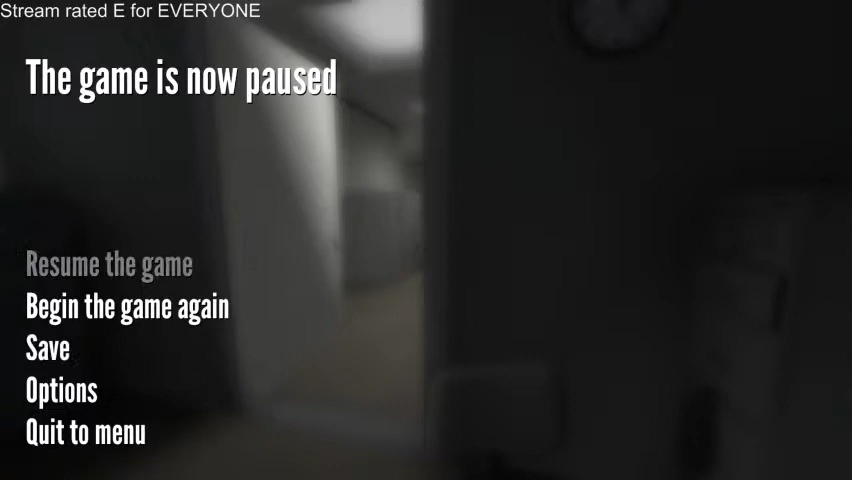 Stream rated E for EVERYONE
The game is now paused
Resume the game
Begin the game again
Save
Options
Quit to menu